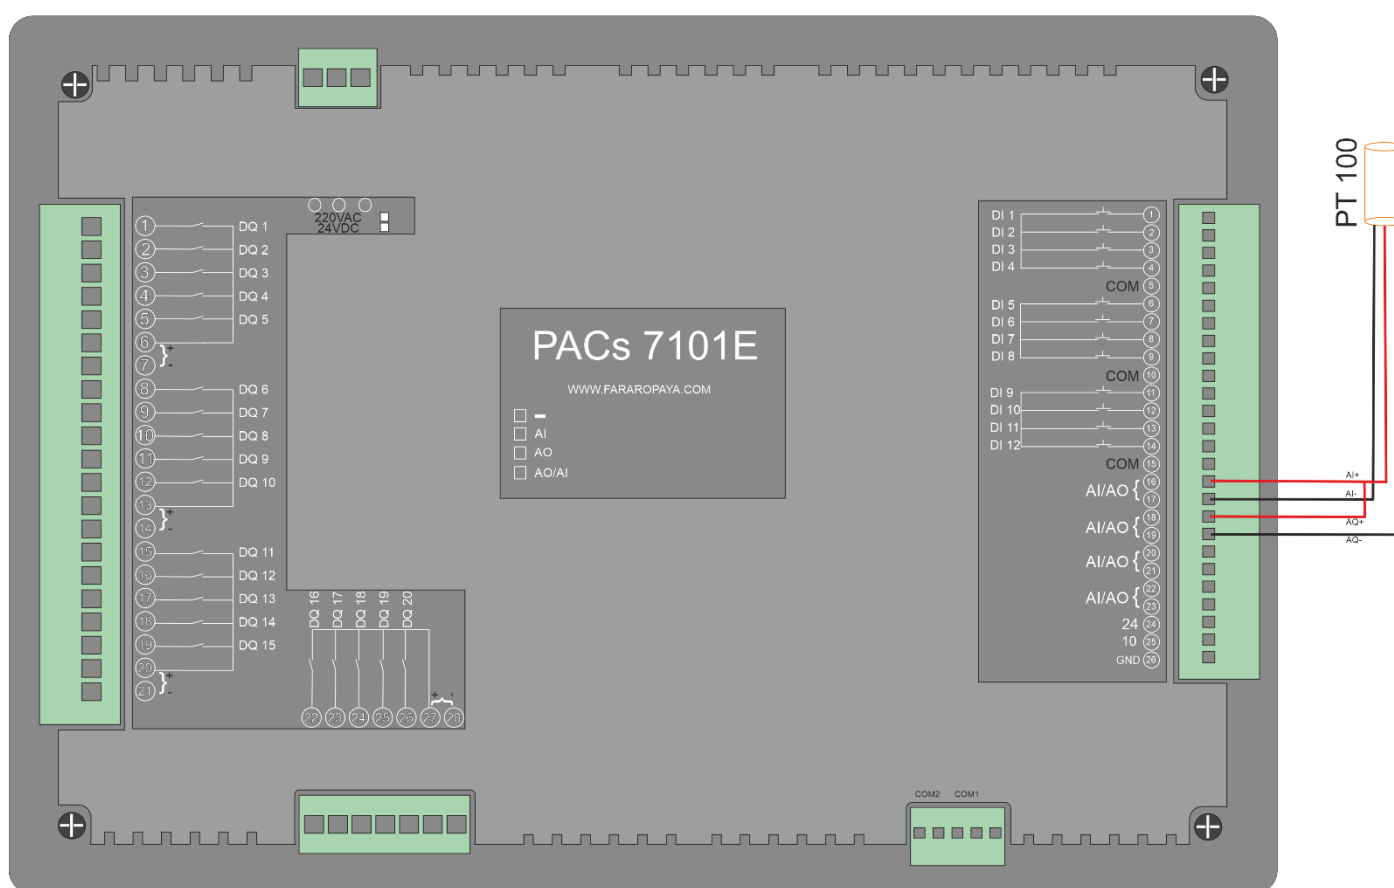 220VAC
24VDC
1 DQ 1
2 DQ 2
3 DQ 3
4 DQ 4
5 DQ 5
6 +
7 -
8 DQ 6
9 DQ 7
10 DQ 8
11 DQ 9
12 DQ 10
13 +
14 -
15 DQ 11
16 DQ 12
17 DQ 13
18 DQ 14
19 DQ 15
20 +
21 -
DQ 16 DQ 17 DQ 18 DQ 19 DQ 20
+ -
22 23 24 25 26 27 28
PACs 7101E
WWW.FARAROPAYA.COM
-
AI
AO
AO/AI
DI 1 1
DI 2 2
DI 3 3
DI 4 4
COM 5
DI 5 6
DI 6 7
DI 7 8
DI 8 9
COM 10
DI 9 11
DI 10 12
DI 11 13
DI 12 14
COM 15
AI/AO { 16
17
AI/AO { 18
19
AI/AO { 20
21
AI/AO { 22
23
24 24
10 25
GND 26
PT 100
AI+
AI-
AQ+
AQ-
COM2 COM1